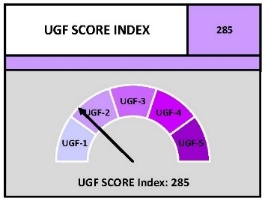 UGF SCORE INDEX 285
UGF-1
UGF-2
UGF-3
UGF-4
UGF-5
UGF SCORE Index: 285